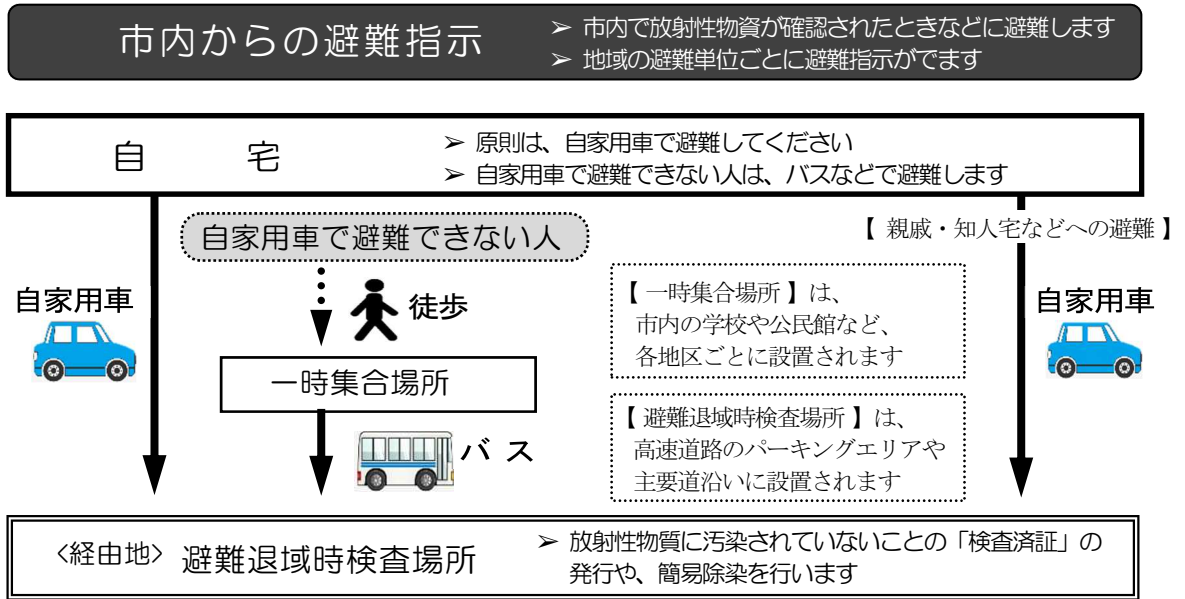 市内からの避難指示
➢ 市内で放射性物資が確認されたときなどに避難します
➢ 地域の避難単位ごとに避難指示がでます
自 宅
➢ 原則は、自家用車で避難してください
➢ 自家用車で避難できない人は、バスなどで避難します
自家用車で避難できない人
【 親戚・知人宅などへの避難 】
自家用車
徒歩
【 一時集合場所 】は、
市内の学校や公民館など、
各地区ごとに設置されます
自家用車
一時集合場所
バ ス
【 避難退域時検査場所 】は、
高速道路のパーキングエリアや
主要道沿いに設置されます
<経由地> 避難退域時検査場所
➢ 放射性物質に汚染されていないことの「検査済証」の
発行や、簡易除染を行います